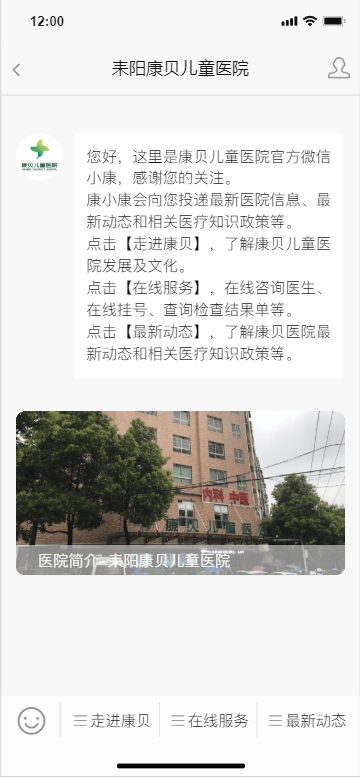 12:00
耒阳康贝儿童医院
康贝儿童医院
您好，这里是康贝儿童医院官方微信
小康，感谢您的关注。
康小康会向您投递最新医院信息、最
新动态和相关医疗知识政策等。
点击【走进康贝】，了解康贝儿童医
院发展及文化。
点击【在线服务】，在线咨询医生、
在线挂号、查询检查结果单等。
点击【最新动态】，了解康贝医院最
新动态和相关医疗知识政策等。
内科 中医
医院简介-耒阳康贝儿童医院
走进康贝
在线服务
最新动态